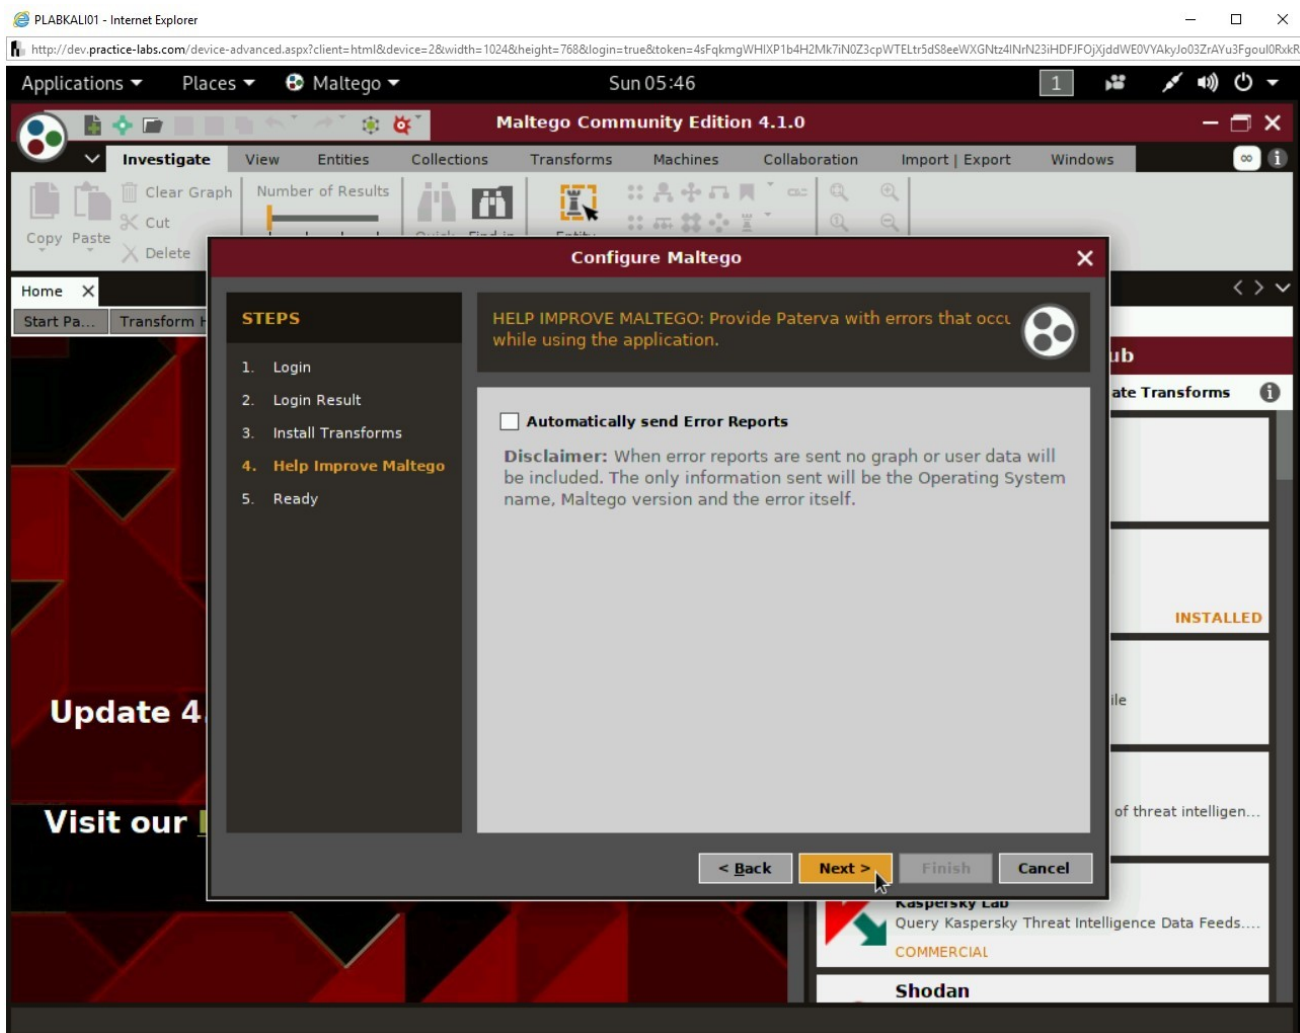 PLABKALI01 - Internet Explorer
http://dev.practice-labs.com/device-advanced.aspx?client=html&device=2&width=1024&height=768&login=true&token=
Applications Places Maltego Sun 05:46 1
Maltego Community Edition 4.1.0
Investigate View Entities Collections Transforms Machines Collaboration Import | Export Windows
Clear Graph Number of Results
Cut
Copy Paste
Delete
Configure Maltego
Home
Start Pa... Transform H
STEPS
1. Login
2. Login Result
3. Install Transforms
4. Help Improve Maltego
5. Ready
HELP IMPROVE MALTEGO: Provide Paterva with errors that occu
while using the application.
Automatically send Error Reports
Disclaimer: When error reports are sent no graph or user data will
be included. The only information sent will be the Operating System
name, Maltego version and the error itself.
< Back Next > Finish Cancel
ub
ate Transforms
INSTALLED
ile
of threat intelligen...
Kaspersky Lab
Query Kaspersky Threat Intelligence Data Feeds....
COMMERCIAL
Shodan
Update 4.
Visit our